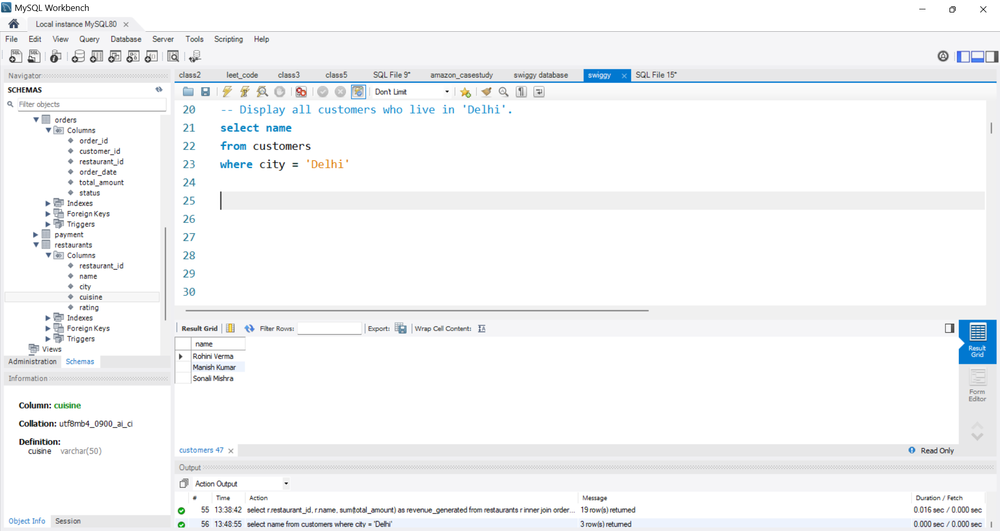 MySQL Workbench
Local instance MySQL80
File Edit View Query Database Server Tools Scripting Help
Navigator
SCHEMAS
Filter objects
orders
Columns
order_id
customer_id
restaurant_id
order_date
total_amount
status
Indexes
Foreign Keys
Triggers
payment
restaurants
Columns
restaurant_id
name
city
cuisine
rating
Indexes
Foreign Keys
Triggers
Views
Administration Schemas
Information
Column: cuisine
Collation: utf8mb4_0900_ai_ci
Definition:
cuisine varchar(50)
Object Info Session
class2 leet_code class3 class5 SQL File 9* amazon_casestudy swiggy database swiggy SQL File 15*
Don't Limit
20 -- Display all customers who live in 'Delhi'.
21 select name
22 from customers
23 where city = 'Delhi'
24
25
26
27
28
29
30
Result Grid Filter Rows: Export: Wrap Cell Content:
name
Rohini Verma
Manish Kumar
Sonali Mishra
Result Grid
Form Editor
customers 47
Read Only
Output
Action Output
# Time Action Message Duration / Fetch
55 13:38:42 select r.restaurant_id, r.name, sum(total_amount) as revenue_generated from restaurants r inner join order... 19 row(s) returned 0.016 sec / 0.000 sec
56 13:48:55 select name from customers where city = 'Delhi' 3 row(s) returned 0.000 sec / 0.000 sec